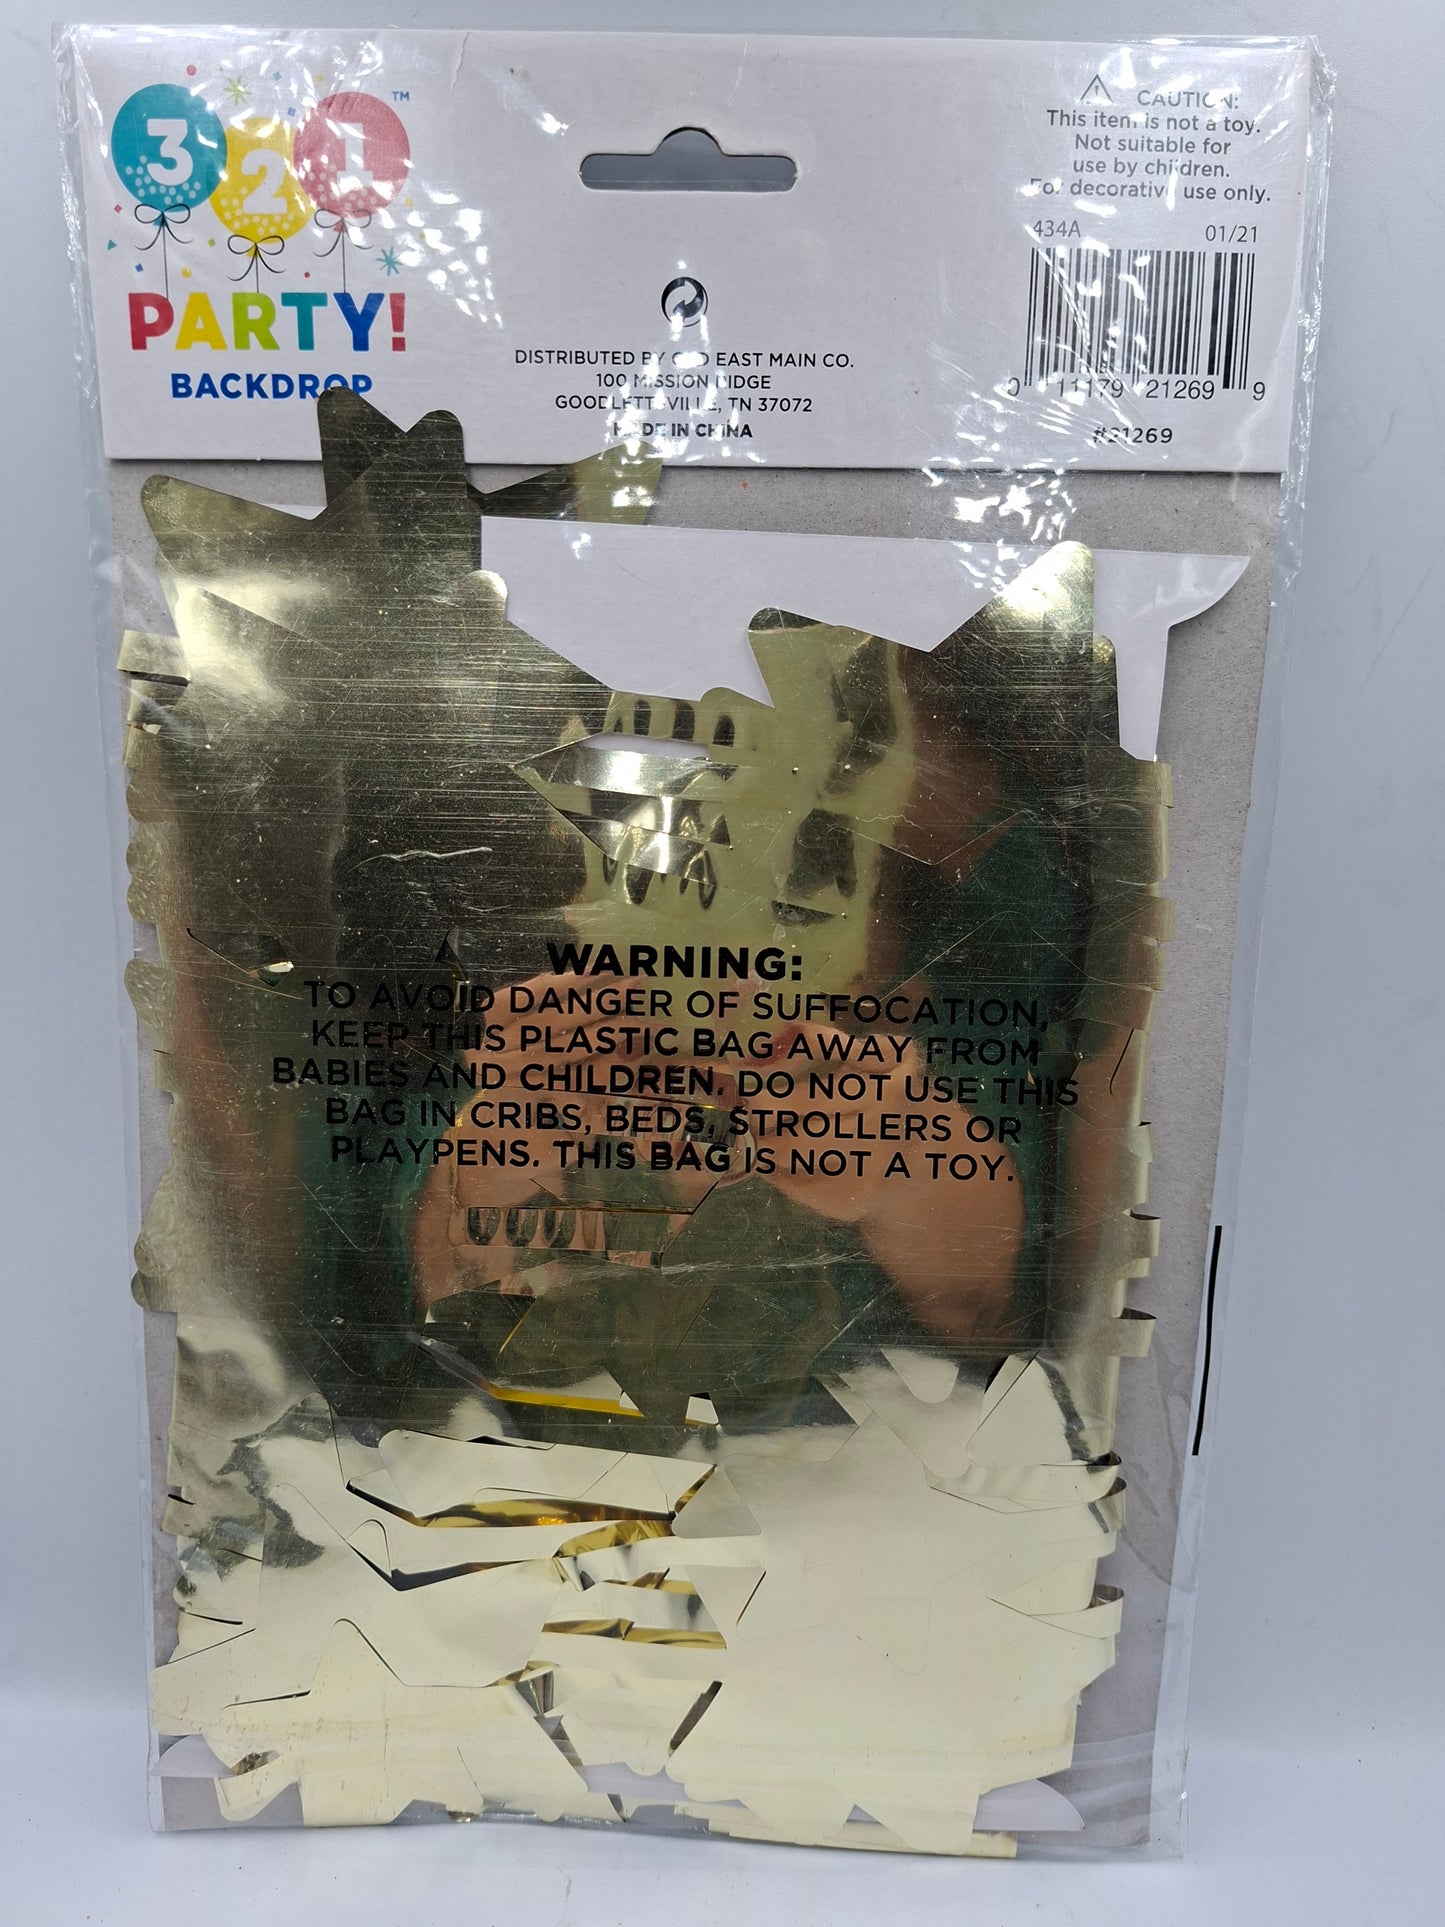 3 2 1 ™
PARTY!
BACKDROP
DISTRIBUTED BY OLD EAST MAIN CO.
100 MISSION RIDGE
GOODLETTSVILLE, TN 37072
MADE IN CHINA
CAUTION:
This item is not a toy.
Not suitable for
use by children.
For decorative use only.
434A 01/21
0 11179 21269 9
#21269
WARNING:
TO AVOID DANGER OF SUFFOCATION,
KEEP THIS PLASTIC BAG AWAY FROM
BABIES AND CHILDREN. DO NOT USE THIS
BAG IN CRIBS, BEDS, STROLLERS OR
PLAYPENS. THIS BAG IS NOT A TOY.